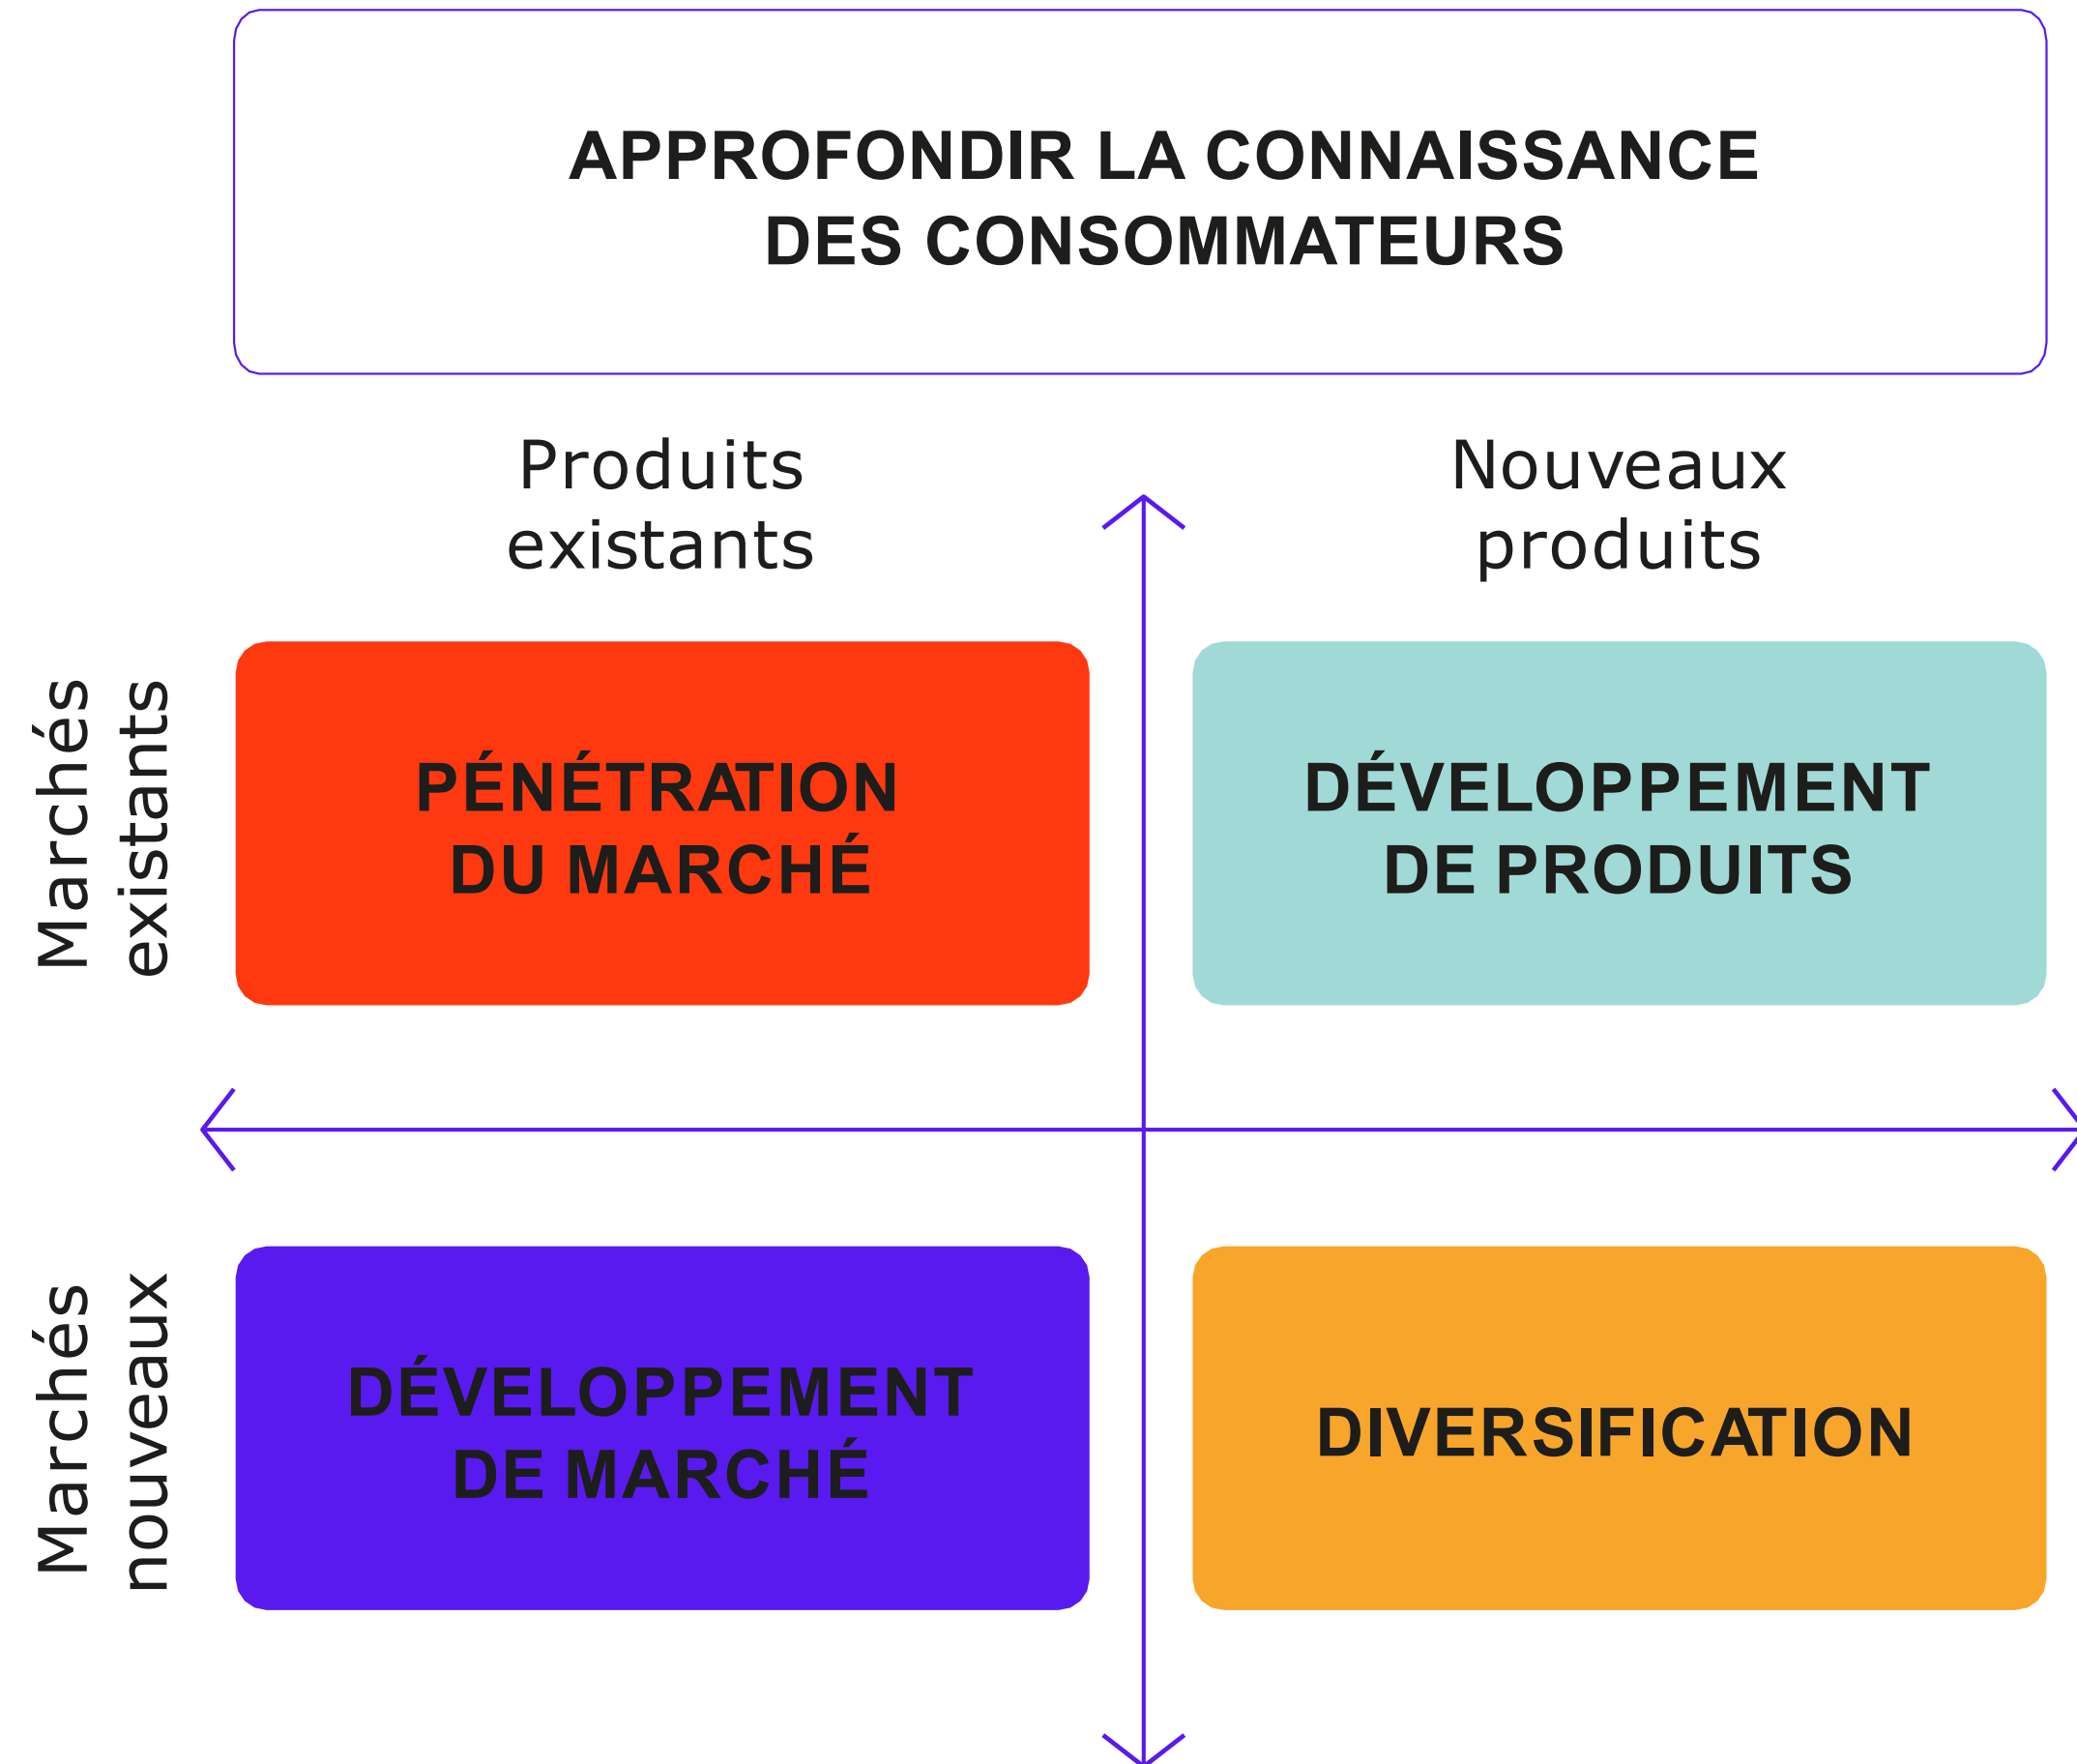 APPROFONDIR LA CONNAISSANCE
DES CONSOMMATEURS
Produits
existants
Nouveaux
produits
Marchés
existants
PÉNÉTRATION
DU MARCHÉ
DÉVELOPPEMENT
DE PRODUITS
Marchés
nouveaux
DÉVELOPPEMENT
DE MARCHÉ
DIVERSIFICATION